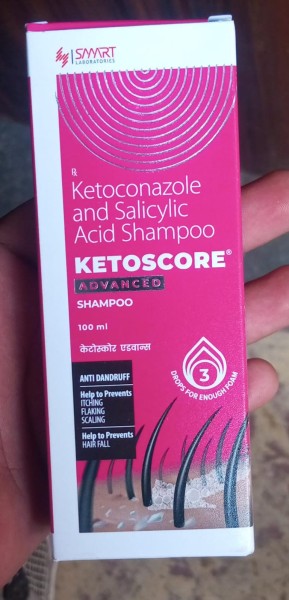 SMART
LABORATORIES
Rx
Ketoconazole
and Salicylic
Acid Shampoo
KETOSCORE®
ADVANCED
SHAMPOO
100 ml
केटोस्कोर एडवान्स
ANTI DANDRUFF
Help to Prevents
ITCHING
FLAKING
SCALING
Help to Prevents
HAIR FALL
3
DROPS FOR ENOUGH FOAM